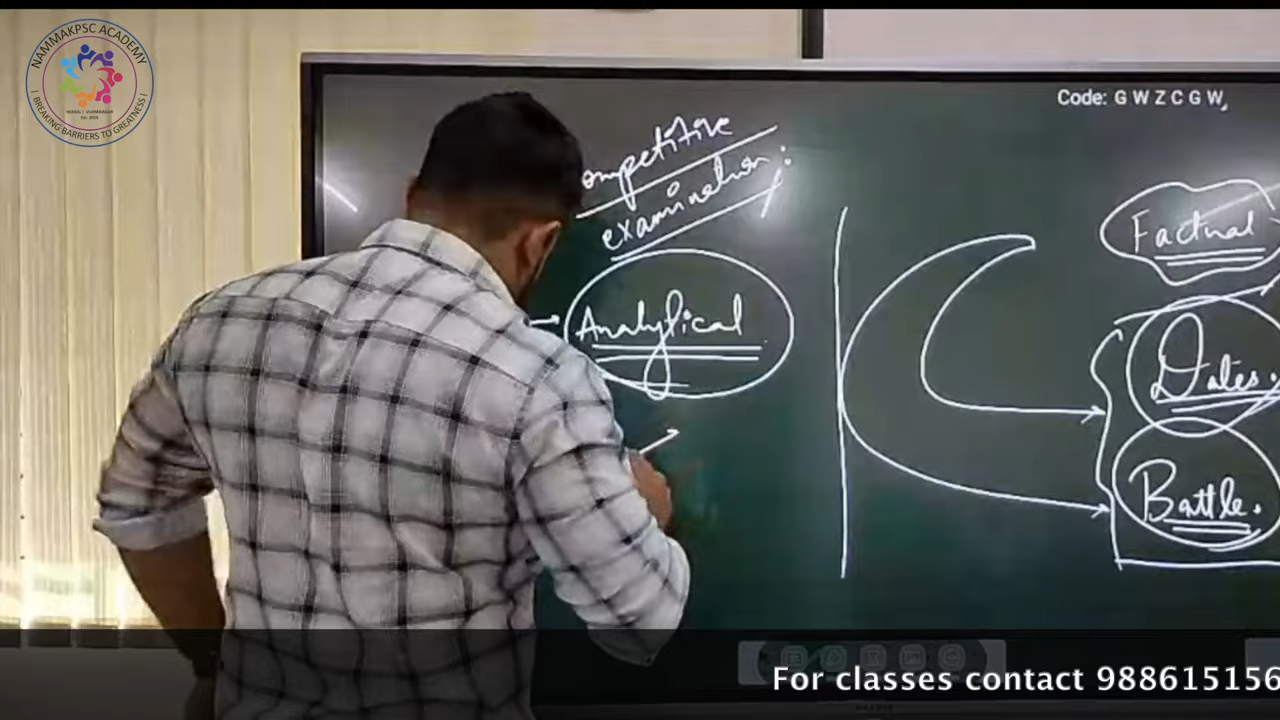 NAMMAKPSC ACADEMY
| BREAKING BARRIERS TO GREATNESS |
Code: G W Z C G W
ompetitive
examination:
Analytical
Factual
Dates.
Battle.
For classes contact 988615156